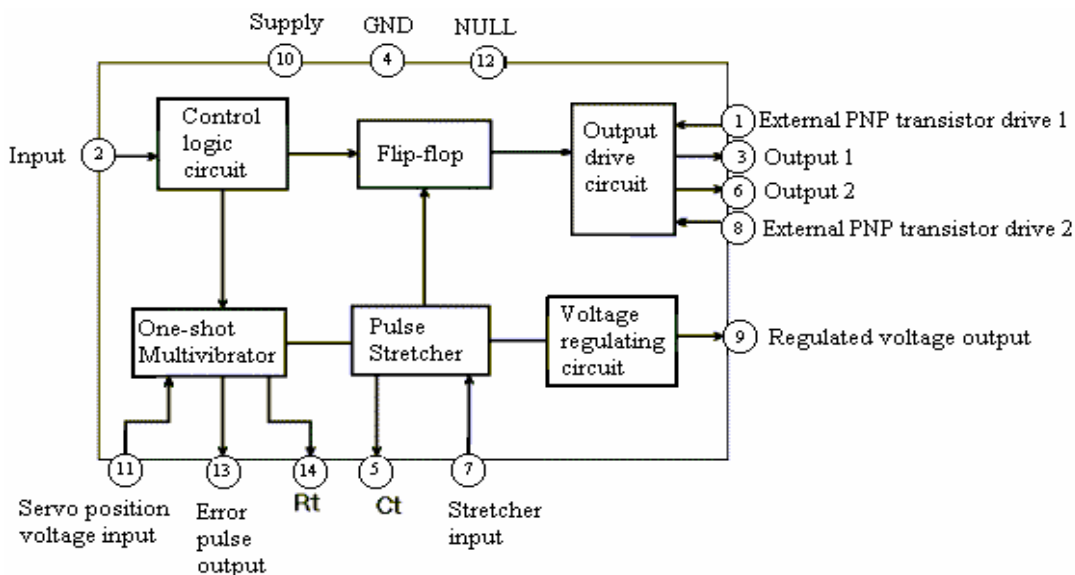 Supply GND NULL
10 4 12
Control
logic
circuit
Flip-flop
Output
drive
circuit
Input 2
1 External PNP transistor drive 1
3 Output 1
6 Output 2
8 External PNP transistor drive 2
One-shot
Multivibrator
Pulse
Stretcher
Voltage
regulating
circuit
9 Regulated voltage output
11 13 14 5 7
Servo position
voltage input
Error
pulse
output
Rt
Ct
Stretcher
input